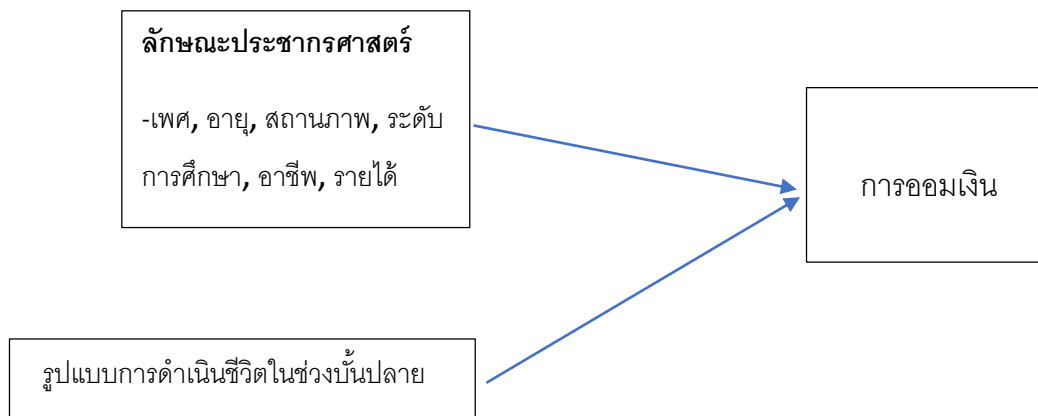 ลักษณะประชากรศาสตร์
-เพศ, อายุ, สถานภาพ, ระดับ
การศึกษา, อาชีพ, รายได้
การออมเงิน
รูปแบบการดำเนินชีวิตในช่วงบั้นปลาย